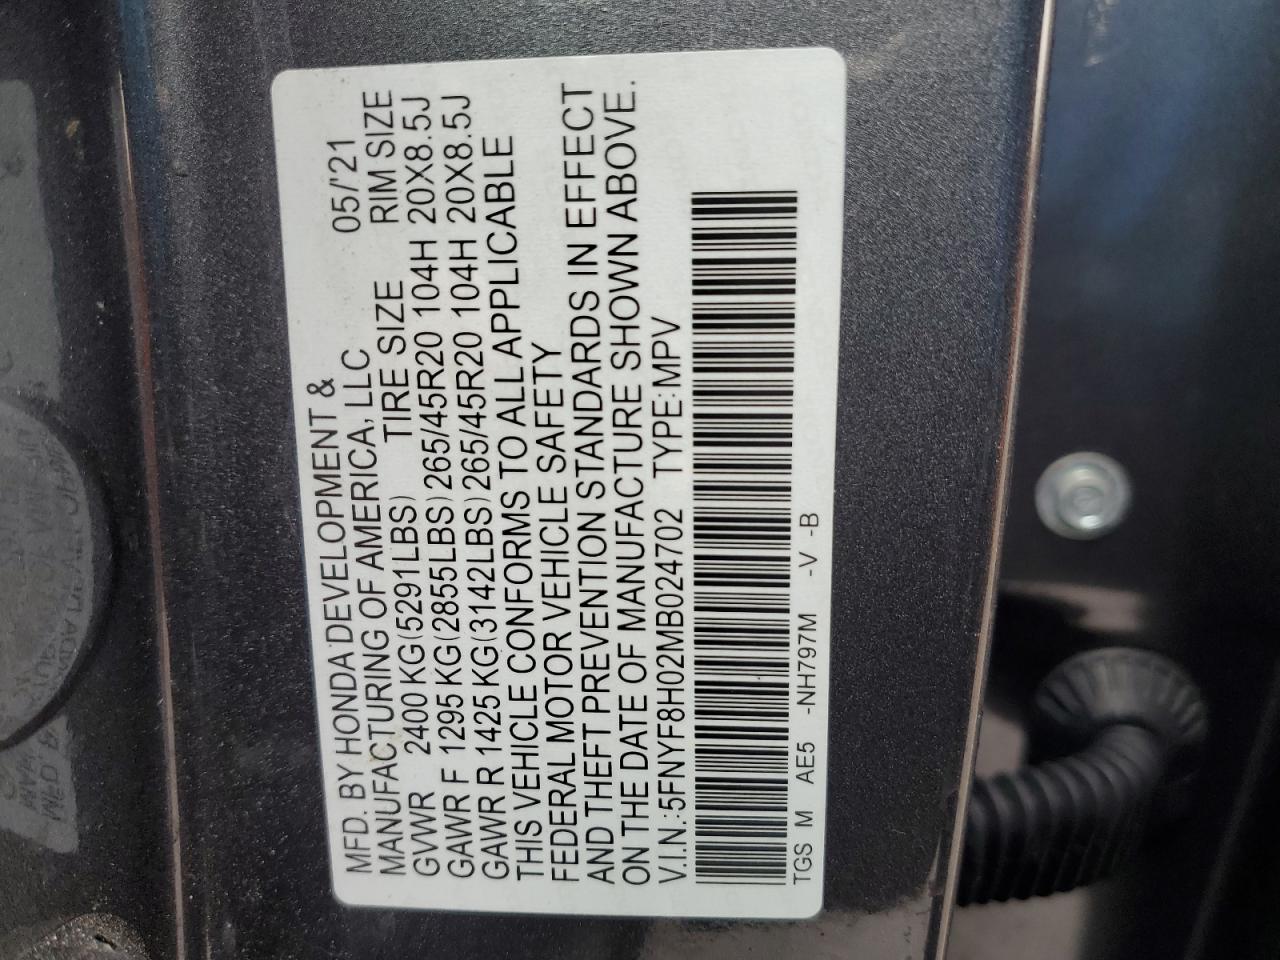 MFD. BY HONDA DEVELOPMENT &
MANUFACTURING OF AMERICA, LLC 05/'21
GVWR 2400 KG(5291LBS) TIRE SIZE RIM SIZE
GAWR F 1295 KG(2855LBS) 265/45R20 104H 20X8.5J
GAWR R 1425 KG(3142LBS) 265/45R20 104H 20X8.5J
THIS VEHICLE CONFORMS TO ALL APPLICABLE
FEDERAL MOTOR VEHICLE SAFETY
AND THEFT PREVENTION STANDARDS IN EFFECT
ON THE DATE OF MANUFACTURE SHOWN ABOVE.
V.I.N.:5FNYF8H02MB024702 TYPE:MPV
TGS M AE5 -NH797M -V -B